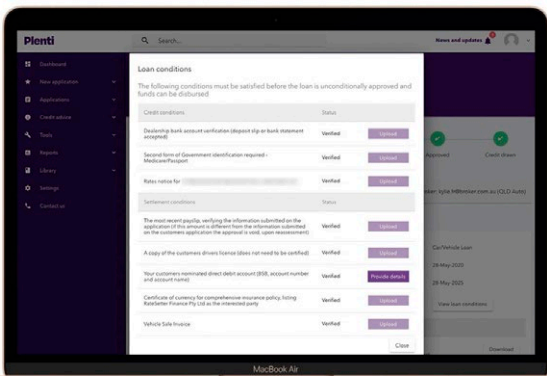 Plenti
Search...
News and updates
Dashboard
New application
Applications
Credit advice
Tools
Reports
Library
Settings
Contact us
Loan conditions
The following conditions must be satisfied before the loan is unconditionally approved and
funds can be disbursed
Credit conditions Status
Dealership bank account verification (deposit slip or bank statement
accepted)
Verified Upload
Second form of Government identification required -
Medicare/Passport
Verified Upload
Rates notice for
Verified Upload
Settlement conditions Status
The most recent payslip, verifying the information submitted on the
application (if this amount is different from the information submitted
on the customers application the approval is void, upon reassessment)
Verified Upload
A copy of the customers drivers licence (does not need to be certified)
Verified Upload
Your customers nominated direct debit account (BSB, account number
and account name)
Verified Provide details
Certificate of currency for comprehensive insurance policy, listing
RateSetter Finance Pty Ltd as the interested party
Verified Upload
Vehicle Sale Invoice
Verified Upload
Close
Approved
Credit drawn
(QLD Auto)
Car/Vehicle Loan
28 May 2025
28 May 2025
View loan conditions
Download
MacBook Air